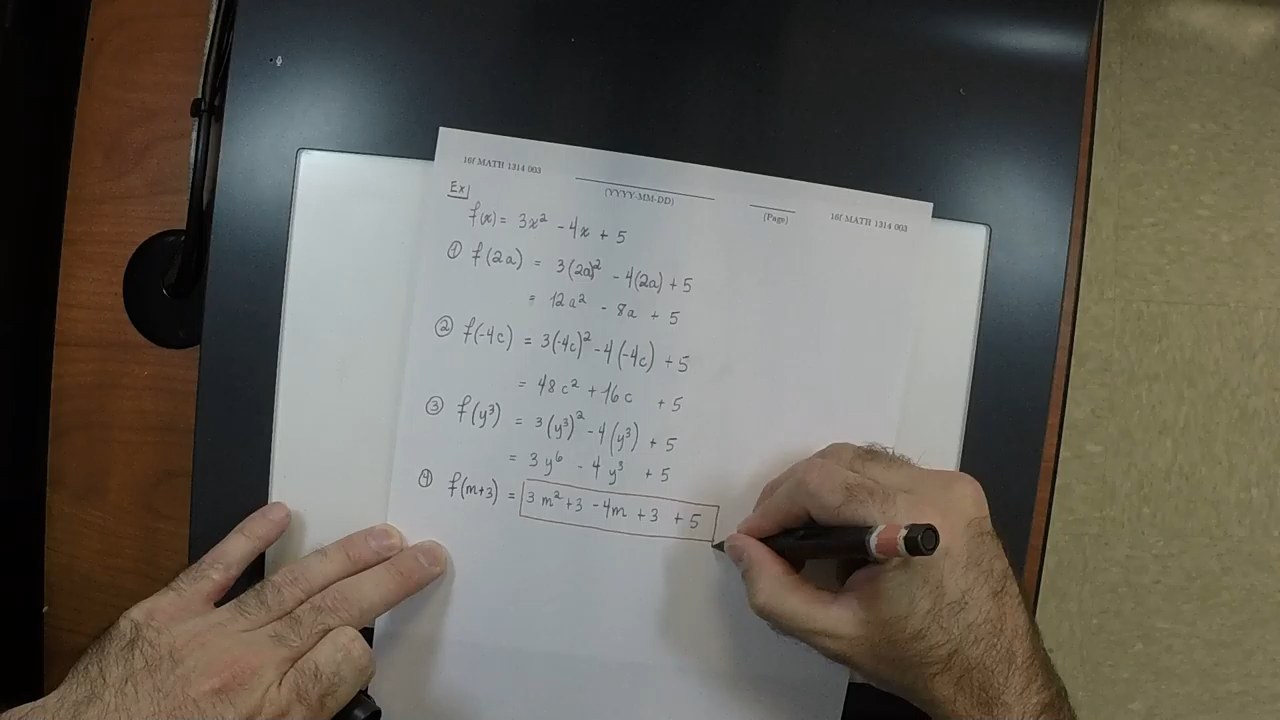 16f MATH 1314 003
(YYYY-MM-DD)
(Page)
16f MATH 1314 003
Ex
f(x) = 3x² - 4x + 5
① f(2a) = 3(2a)² - 4(2a) + 5
= 12a² - 8a + 5
② f(-4c) = 3(-4c)² - 4(-4c) + 5
= 48c² + 16c + 5
③ f(y³) = 3(y³)² - 4(y³) + 5
= 3y⁶ - 4y³ + 5
④ f(m+3) = 3m² + 3 - 4m + 3 + 5